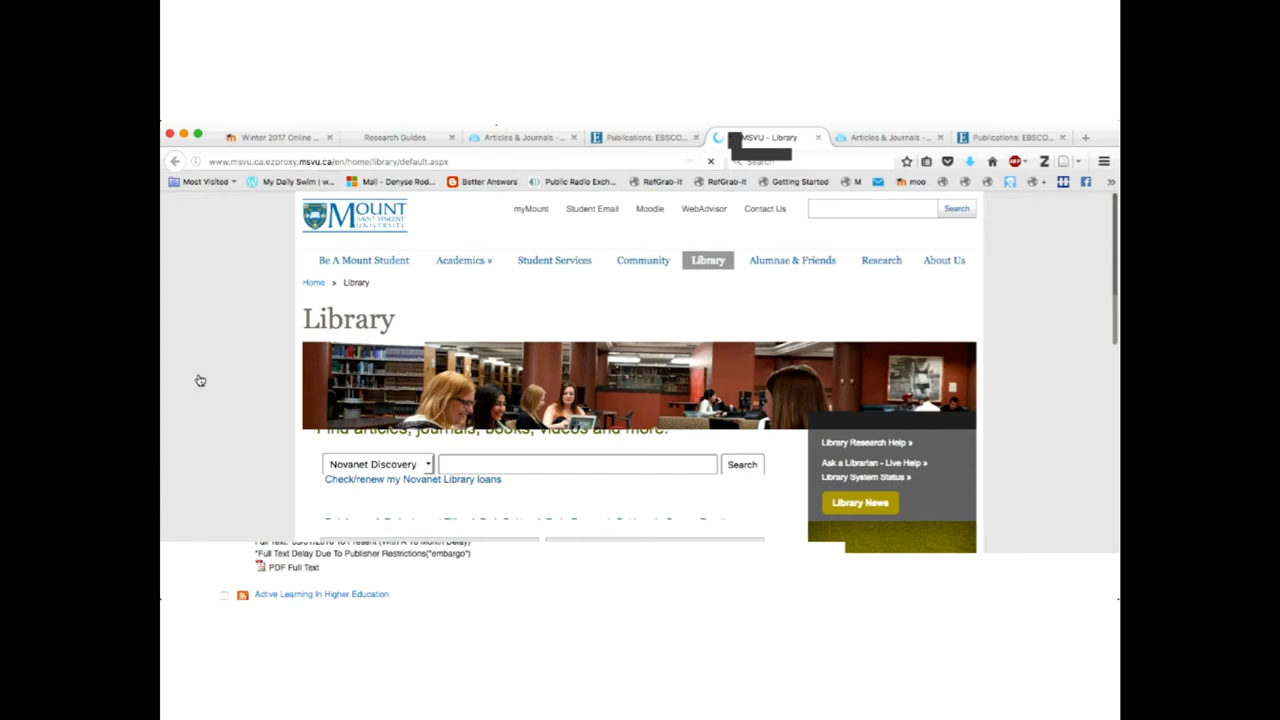 Winter 2017 Online ...
Research Guides
Articles & Journals -...
Publications: EBSCO...
MSVU - Library
Articles & Journals -...
Publications: EBSCO...
www.msvu.ca.ezproxy.msvu.ca/en/home/library/default.aspx
Search
Most Visited
My Daily Swim | w...
Mail - Denyse Rod...
Better Answers
Public Radio Exch...
RefGrab-It
RefGrab-It
Getting Started
M
moo
MOUNT
SAINT VINCENT
UNIVERSITY
myMount
Student Email
Moodle
WebAdvisor
Contact Us
Search
Be A Mount Student
Academics
Student Services
Community
Library
Alumnae & Friends
Research
About Us
Home > Library
Library
Find articles, journals, books, videos and more.
Novanet Discovery
Search
Check/renew my Novanet Library loans
Library Research Help »
Ask a Librarian - Live Help »
Library System Status »
Library News
*Full Text Delay Due To Publisher Restrictions("embargo")
PDF Full Text
Active Learning In Higher Education